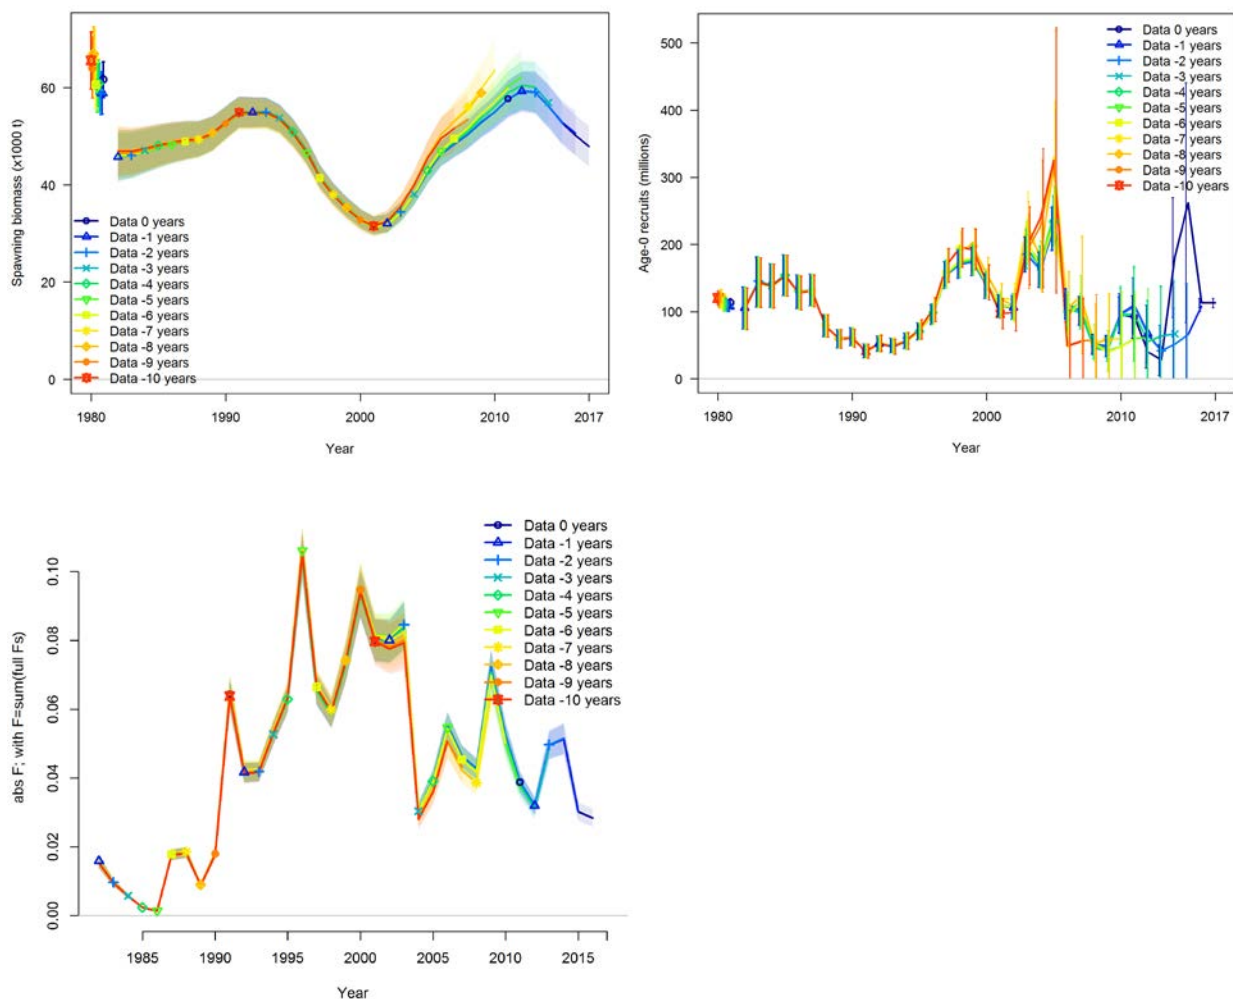 Spawning biomass (x1000 t)
60
40
20
0
Data 0 years
Data -1 years
Data -2 years
Data -3 years
Data -4 years
Data -5 years
Data -6 years
Data -7 years
Data -8 years
Data -9 years
Data -10 years
1980 1990 2000 2010 2017
Year
Age-0 recruits (millions)
500
400
300
200
100
0
Data 0 years
Data -1 years
Data -2 years
Data -3 years
Data -4 years
Data -5 years
Data -6 years
Data -7 years
Data -8 years
Data -9 years
Data -10 years
1980 1990 2000 2010 2017
Year
abs F; with F=sum(full Fs)
0.10
0.08
0.06
0.04
0.02
0.00
Data 0 years
Data -1 years
Data -2 years
Data -3 years
Data -4 years
Data -5 years
Data -6 years
Data -7 years
Data -8 years
Data -9 years
Data -10 years
1985 1990 1995 2000 2005 2010 2015
Year